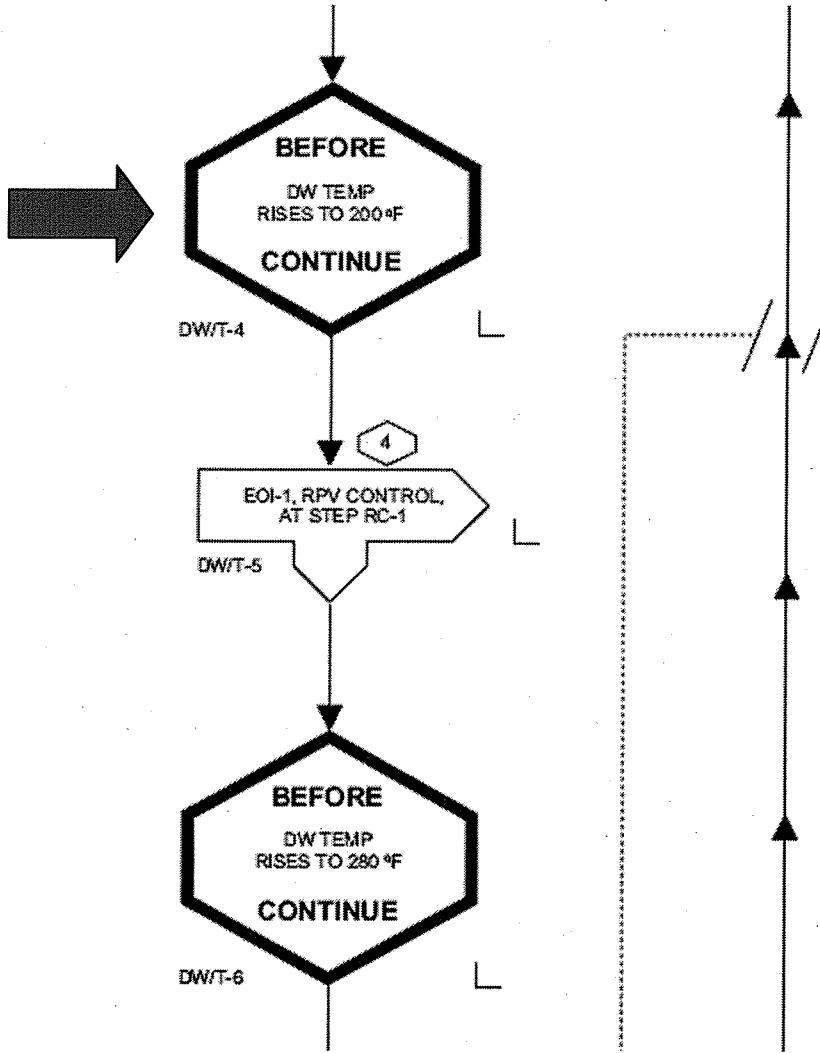 BEFORE
DW TEMP
RISES TO 200 °F
CONTINUE
DW/T-4
4
EOI-1, RPV CONTROL,
AT STEP RC-1
DW/T-5
BEFORE
DW TEMP
RISES TO 280 °F
CONTINUE
DW/T-6